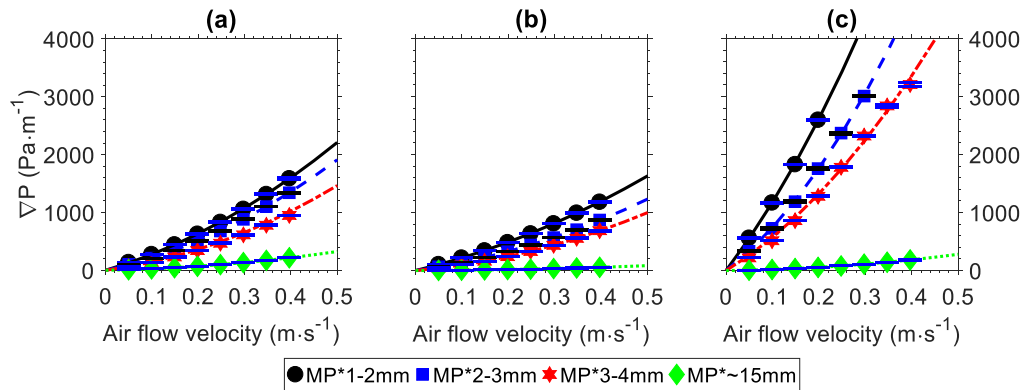 (a) (b) (c)
4000 4000
3000 3000
2000 2000
1000 1000
0 0
∇P (Pa·m⁻¹)
0 0.1 0.2 0.3 0.4 0.5 0 0.1 0.2 0.3 0.4 0.5 0 0.1 0.2 0.3 0.4 0.5
Air flow velocity (m·s⁻¹) Air flow velocity (m·s⁻¹) Air flow velocity (m·s⁻¹)
MP*1-2mm MP*2-3mm MP*3-4mm MP*~15mm